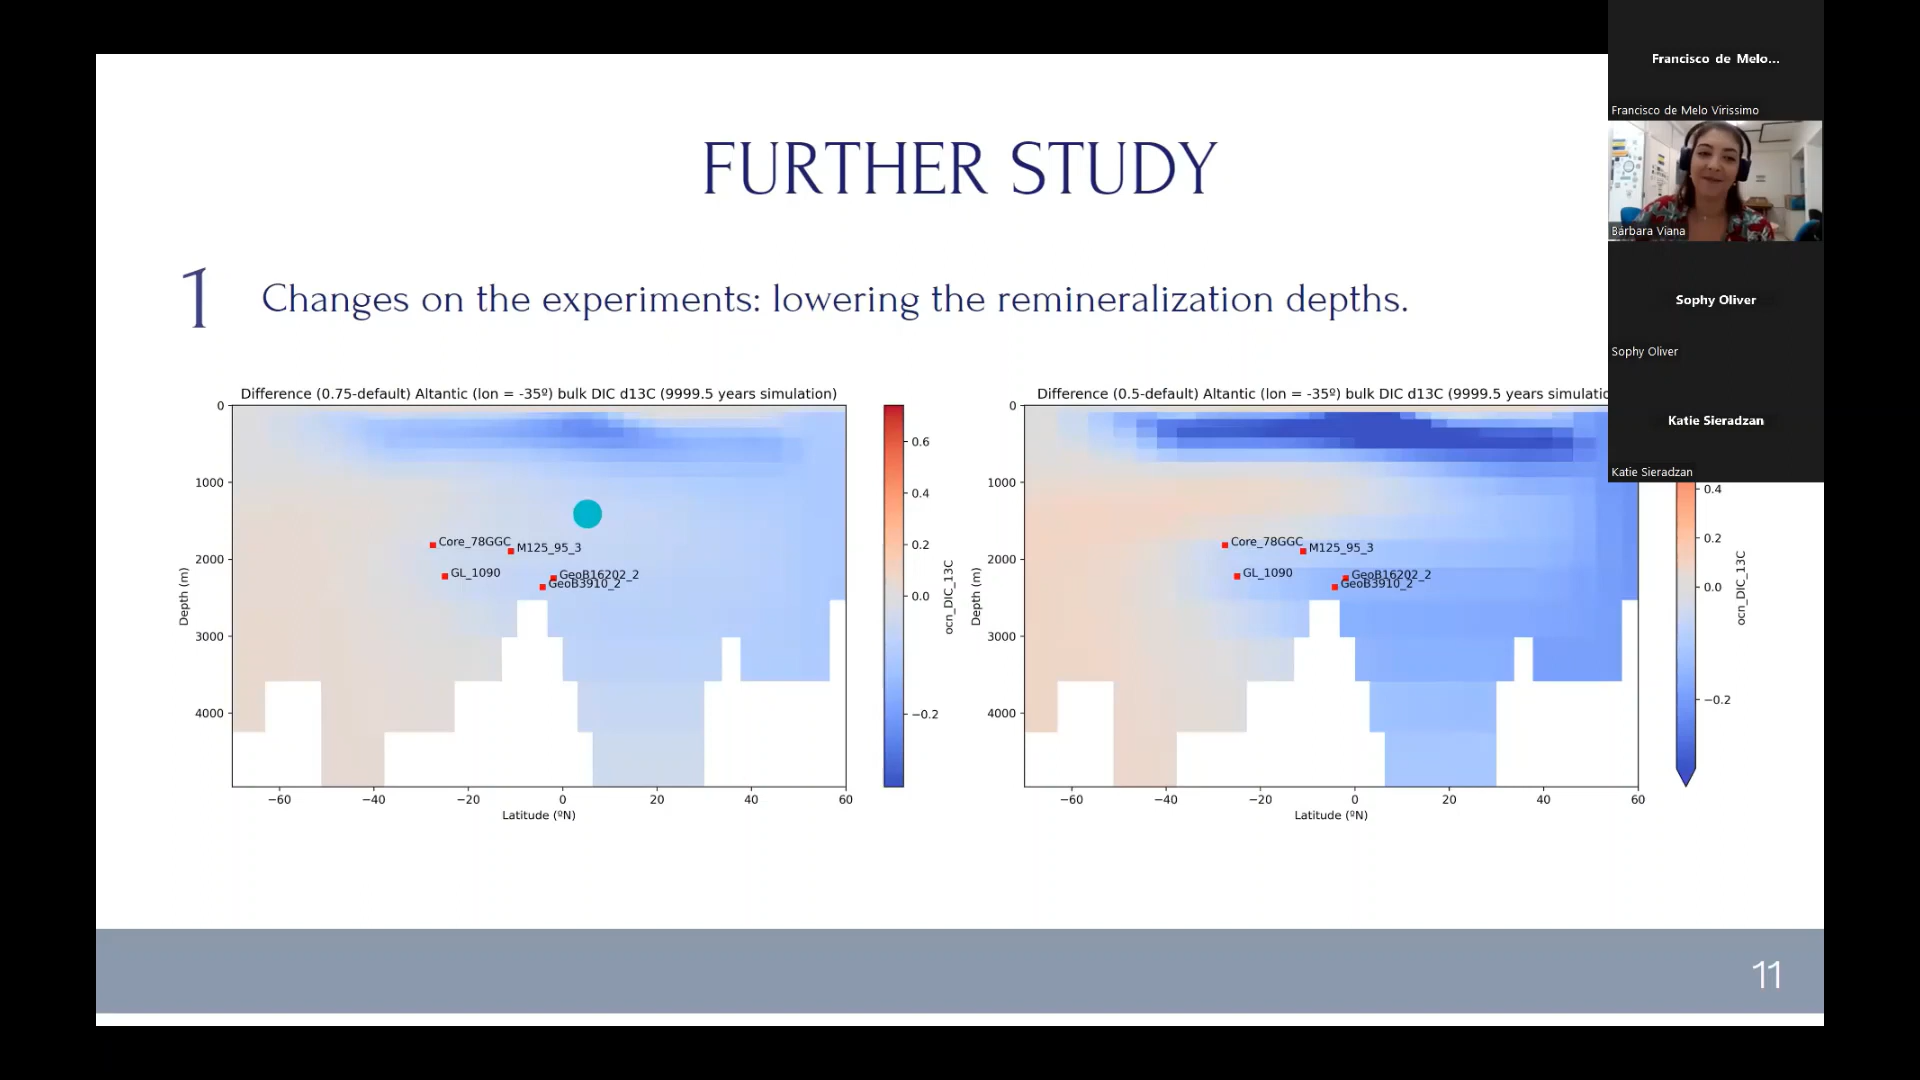 FURTHER STUDY
1 Changes on the experiments: lowering the remineralization depths.
Difference (0.75-default) Altantic (lon = -35º) bulk DIC d13C (9999.5 years simulation)
0
1000
2000
3000
4000
Depth (m)
−60 −40 −20 0 20 40 60
Latitude (ºN)
Core_78GGC
M125_95_3
GL_1090
GeoB16202_2
GeoB3910_2
0.6
0.4
0.2
0.0
−0.2
ocn_DIC_13C
Difference (0.5-default) Altantic (lon = -35º) bulk DIC d13C (9999.5 years simulatio
0
1000
2000
3000
4000
Depth (m)
−60 −40 −20 0 20 40 60
Latitude (ºN)
Core_78GGC
M125_95_3
GL_1090
GeoB16202_2
GeoB3910_2
0.4
0.2
0.0
−0.2
ocn_DIC_13C
11
Francisco de Melo...
Francisco de Melo Virissimo
Bárbara Viana
Sophy Oliver
Sophy Oliver
Katie Sieradzan
Katie Sieradzan